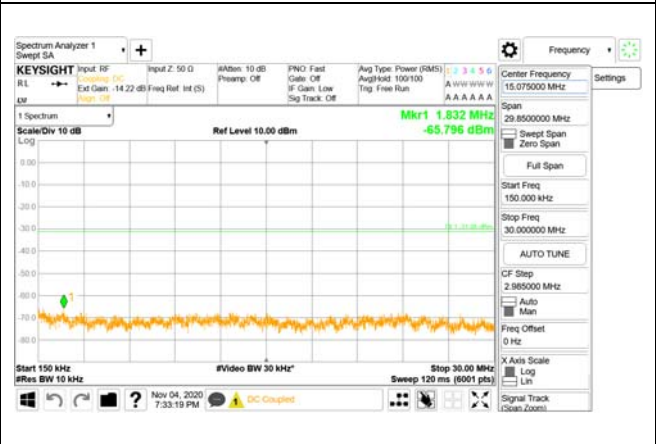 Spectrum Analyzer 1
Swept SA
Frequency
KEYSIGHT
Input: RF
Coupling: DC
Ext Gain: -14.22 dB
Align: Off
Input Z: 50 Ω
Freq Ref: Int (S)
#Atten: 10 dB
Preamp: Off
PNO: Fast
Gate: Off
IF Gain: Low
Sig Track: Off
Avg Type: Power (RMS)
Avg|Hold: 100/100
Trig: Free Run
1 2 3 4 5 6
A W W W W W
A A A A A A
RL
1 Spectrum
Scale/Div 10 dB
Log
Ref Level 10.00 dBm
Mkr1 1.832 MHz
-65.796 dBm
0.00
-10.0
-20.0
-30.0
-40.0
-50.0
-60.0
-70.0
-80.0
1
Start 150 kHz
#Res BW 10 kHz
#Video BW 30 kHz*
Stop 30.00 MHz
Sweep 120 ms (6001 pts)
Nov 04, 2020
7:33:19 PM
?
1
DC Coupled
Center Frequency
15.075000 MHz
Settings
Span
29.8500000 MHz
Swept Span
Zero Span
Full Span
Start Freq
150.000 kHz
Stop Freq
30.000000 MHz
AUTO TUNE
CF Step
2.985000 MHz
Auto
Man
Freq Offset
0 Hz
X Axis Scale
Log
Lin
Signal Track
(Span Zoom)